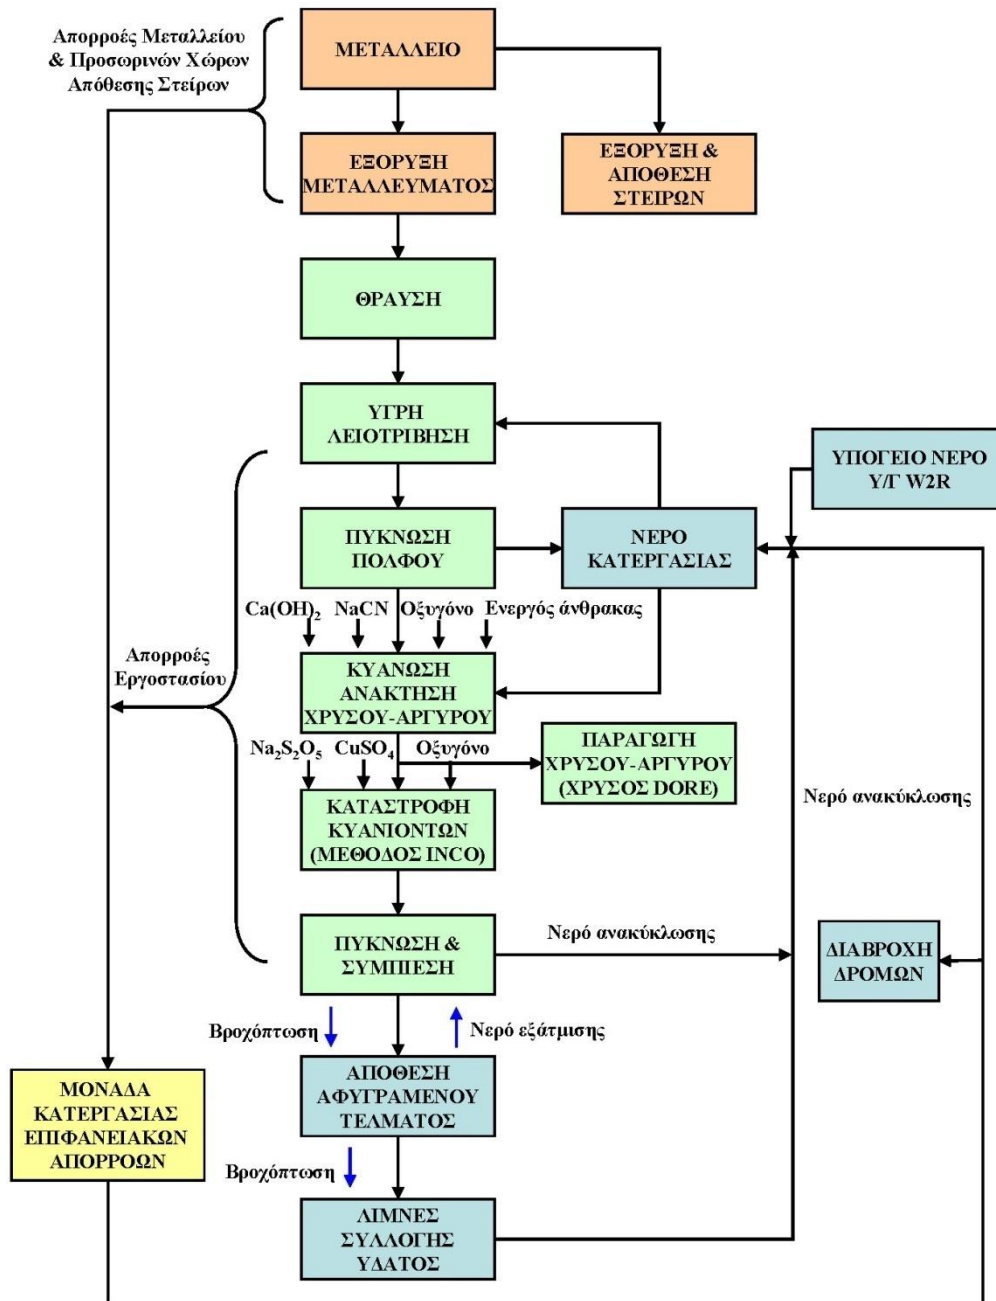 Απορροές Μεταλλείου
& Προσωρινών Χώρων
Απόθεσης Στείρων
ΜΕΤΑΛΛΕΙΟ
ΕΞΟΡΥΞΗ
ΜΕΤΑΛΛΕΥΜΑΤΟΣ
ΕΞΟΡΥΞΗ &
ΑΠΟΘΕΣΗ
ΣΤΕΙΡΩΝ
ΘΡΑΥΣΗ
ΥΓΡΗ
ΛΕΙΟΤΡΙΒΗΣΗ
ΥΠΟΓΕΙΟ ΝΕΡΟ
Υ/Γ W2R
ΠΥΚΝΩΣΗ
ΠΟΛΦΟΥ
ΝΕΡΟ
ΚΑΤΕΡΓΑΣΙΑΣ
Ca(OH)₂ NaCN Οξυγόνο Ενεργός άνθρακας
Απορροές
Εργοστασίου
ΚΥΑΝΩΣΗ
ΑΝΑΚΤΗΣΗ
ΧΡΥΣΟΥ-ΑΡΓΥΡΟΥ
Na₂S₂O₅ CuSO₄ Οξυγόνο
ΠΑΡΑΓΩΓΗ
ΧΡΥΣΟΥ-ΑΡΓΥΡΟΥ
(ΧΡΥΣΟΣ DORE)
Νερό ανακύκλωσης
ΚΑΤΑΣΤΡΟΦΗ
ΚΥΑΝΙΟΝΤΩΝ
(ΜΕΘΟΔΟΣ INCO)
ΠΥΚΝΩΣΗ &
ΣΥΜΠΙΕΣΗ
Νερό ανακύκλωσης
ΔΙΑΒΡΟΧΗ
ΔΡΟΜΩΝ
Βροχόπτωση
Νερό εξάτμισης
ΑΠΟΘΕΣΗ
ΑΦΥΓΡΑΜΕΝΟΥ
ΤΕΛΜΑΤΟΣ
ΜΟΝΑΔΑ
ΚΑΤΕΡΓΑΣΙΑΣ
ΕΠΙΦΑΝΕΙΑΚΩΝ
ΑΠΟΡΡΟΩΝ
Βροχόπτωση
ΛΙΜΝΕΣ
ΣΥΛΛΟΓΗΣ
ΥΔΑΤΟΣ